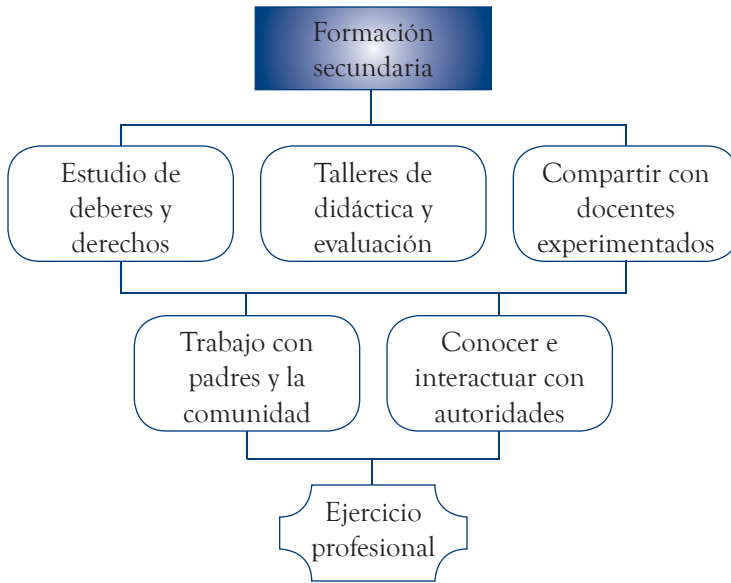 Formación
secundaria
Estudio de
deberes y
derechos
Talleres de
didáctica y
evaluación
Compartir con
docentes
experimentados
Trabajo con
padres y la
comunidad
Conocer e
interactuar con
autoridades
Ejercicio
profesional